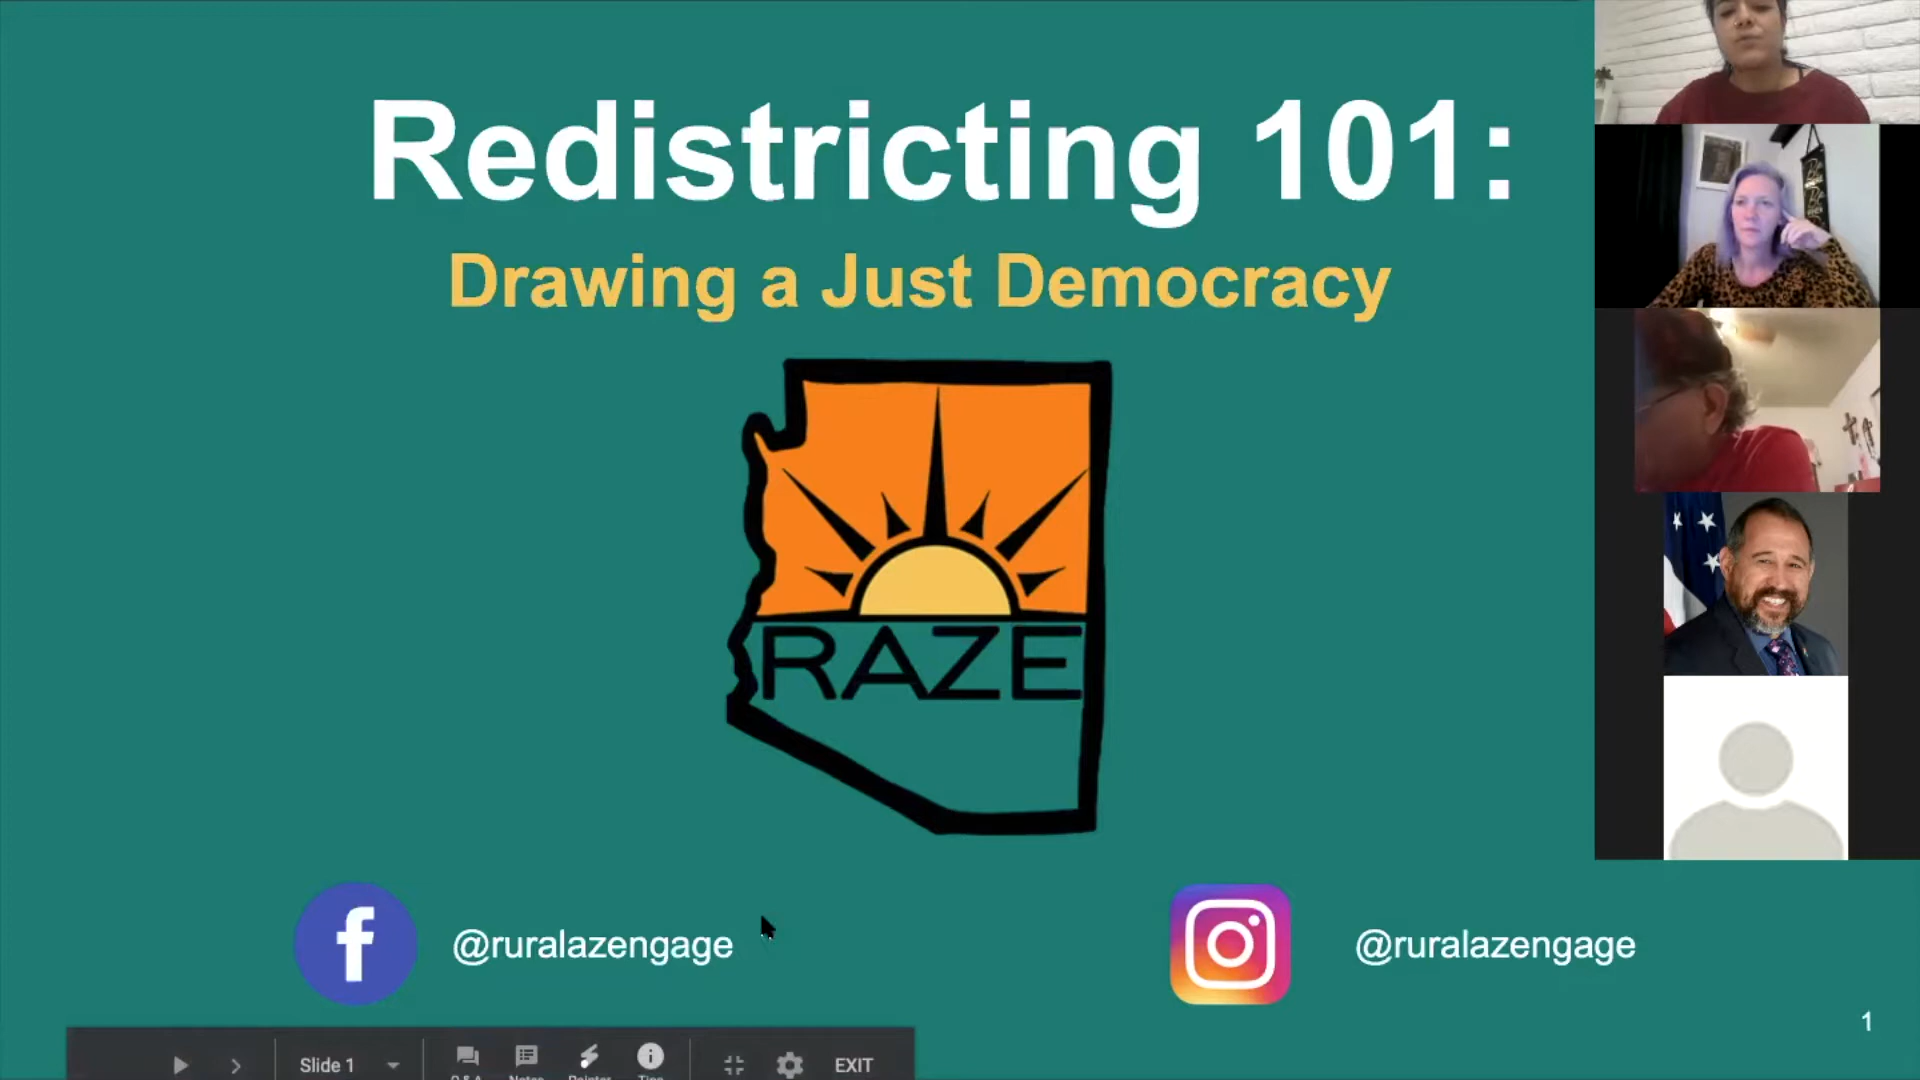 Redistricting 101:
Drawing a Just Democracy
RAZE
@ruralazengage
@ruralazengage
1
Slide 1
EXIT